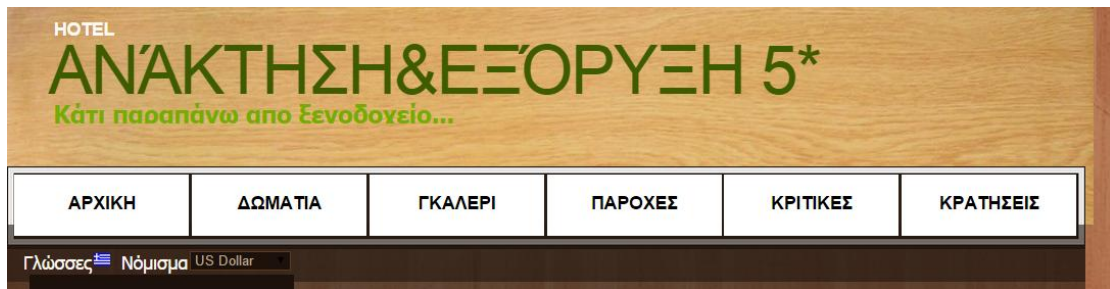 HOTEL
ΑΝΆΚΤΗΣΗ&ΕΞΌΡΥΞΗ 5*
Κάτι παραπάνω απο ξενοδοχείο...
ΑΡΧΙΚΗ ΔΩΜΑΤΙΑ ΓΚΑΛΕΡΙ ΠΑΡΟΧΕΣ ΚΡΙΤΙΚΕΣ ΚΡΑΤΗΣΕΙΣ
Γλώσσες Νόμισμα US Dollar